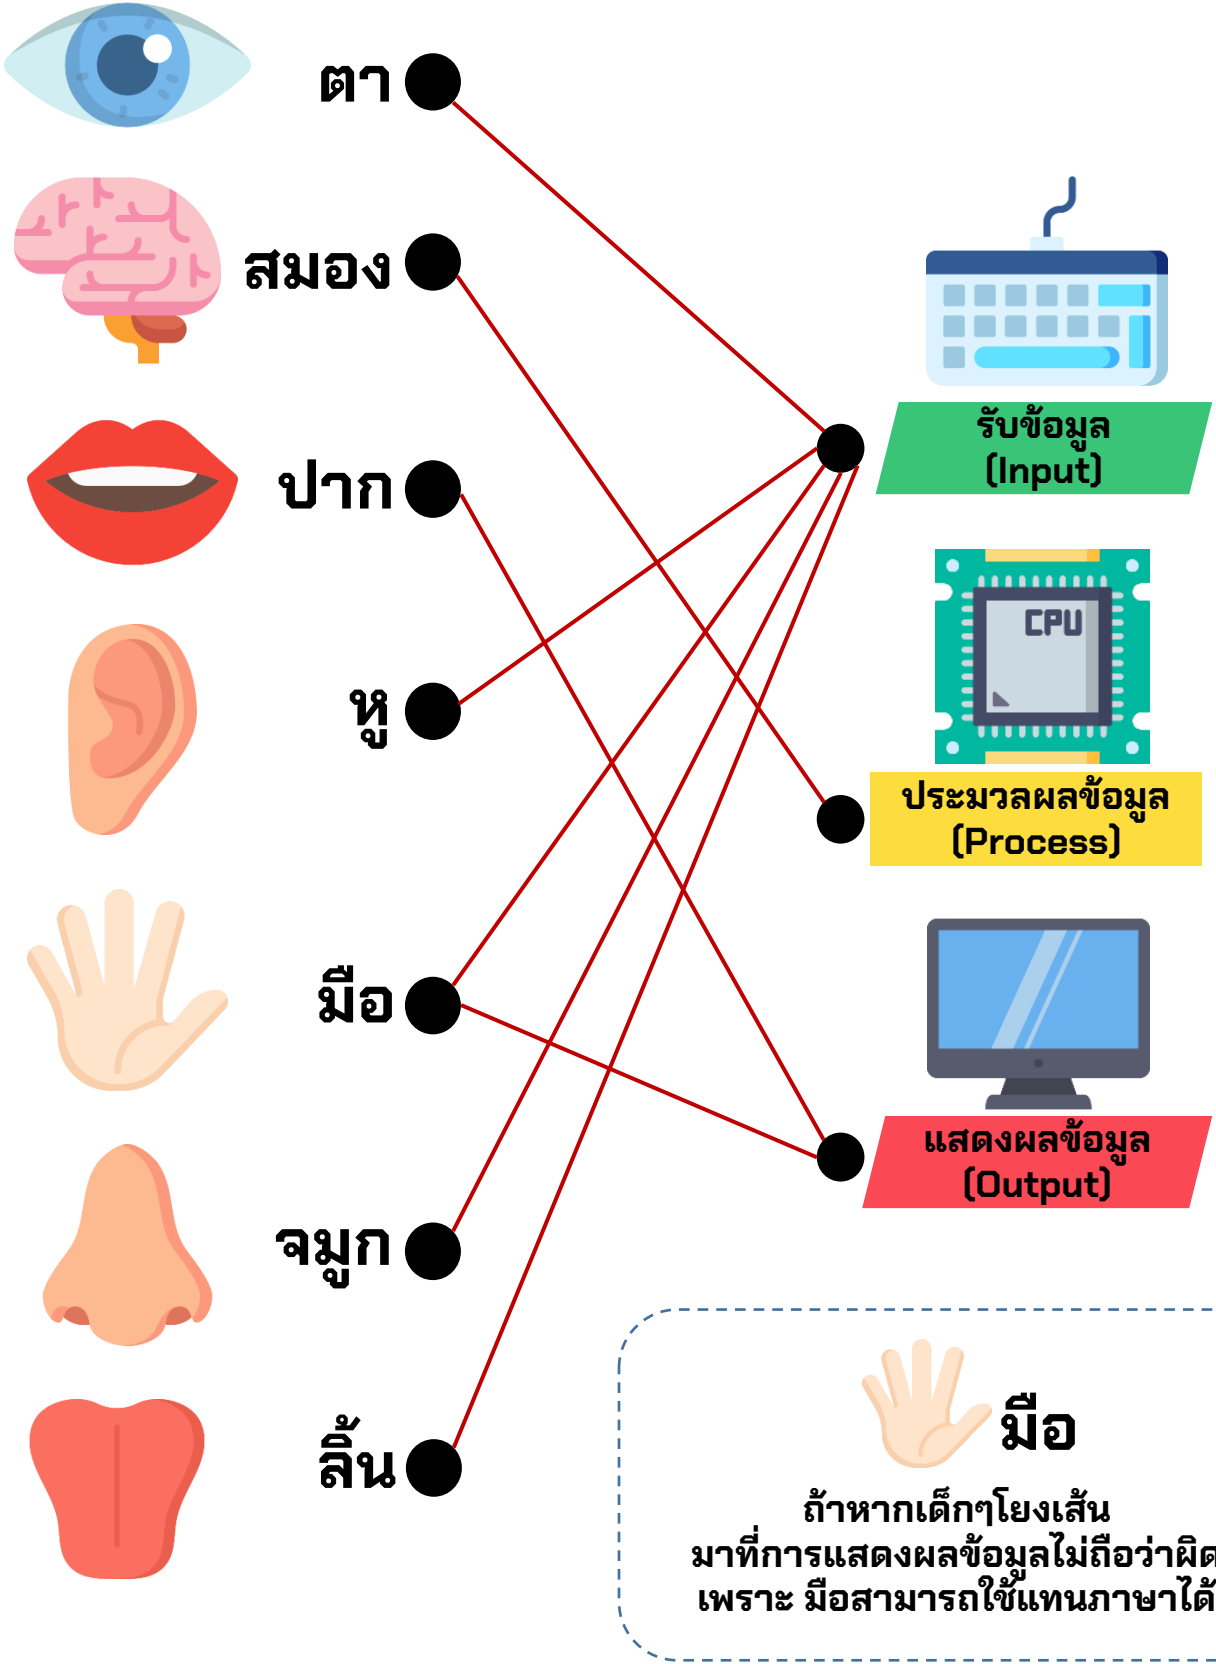 ตา
สมอง
ปาก
หู
มือ
จมูก
ลิ้น
รับข้อมูล
(Input)
CPU
ประมวลผลข้อมูล
(Process)
แสดงผลข้อมูล
(Output)
มือ
ถ้าหากเด็กๆโยงเส้น
มาที่การแสดงผลข้อมูลไม่ถือว่าผิด
เพราะ มือสามารถใช้แทนภาษาได้